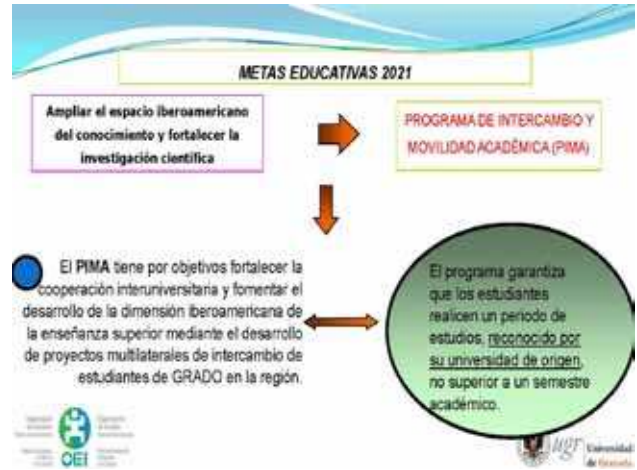 METAS EDUCATIVAS 2021
Ampliar el espacio iberoamericano
del conocimiento y fortalecer la
investigación científica
PROGRAMA DE INTERCAMBIO Y
MOVILIDAD ACADÉMICA (PIMA)
El PIMA tiene por objetivos fortalecer la
cooperación interuniversitaria y fomentar el
desarrollo de la dimensión iberoamericana de
la enseñanza superior mediante el desarrollo
de proyectos multilaterales de intercambio de
estudiantes de GRADO en la región.
El programa garantiza
que los estudiantes
realicen un periodo de
estudios, reconocido por
su universidad de origen,
no superior a un semestre
académico.
OEI
ugr Universidad
de Granada